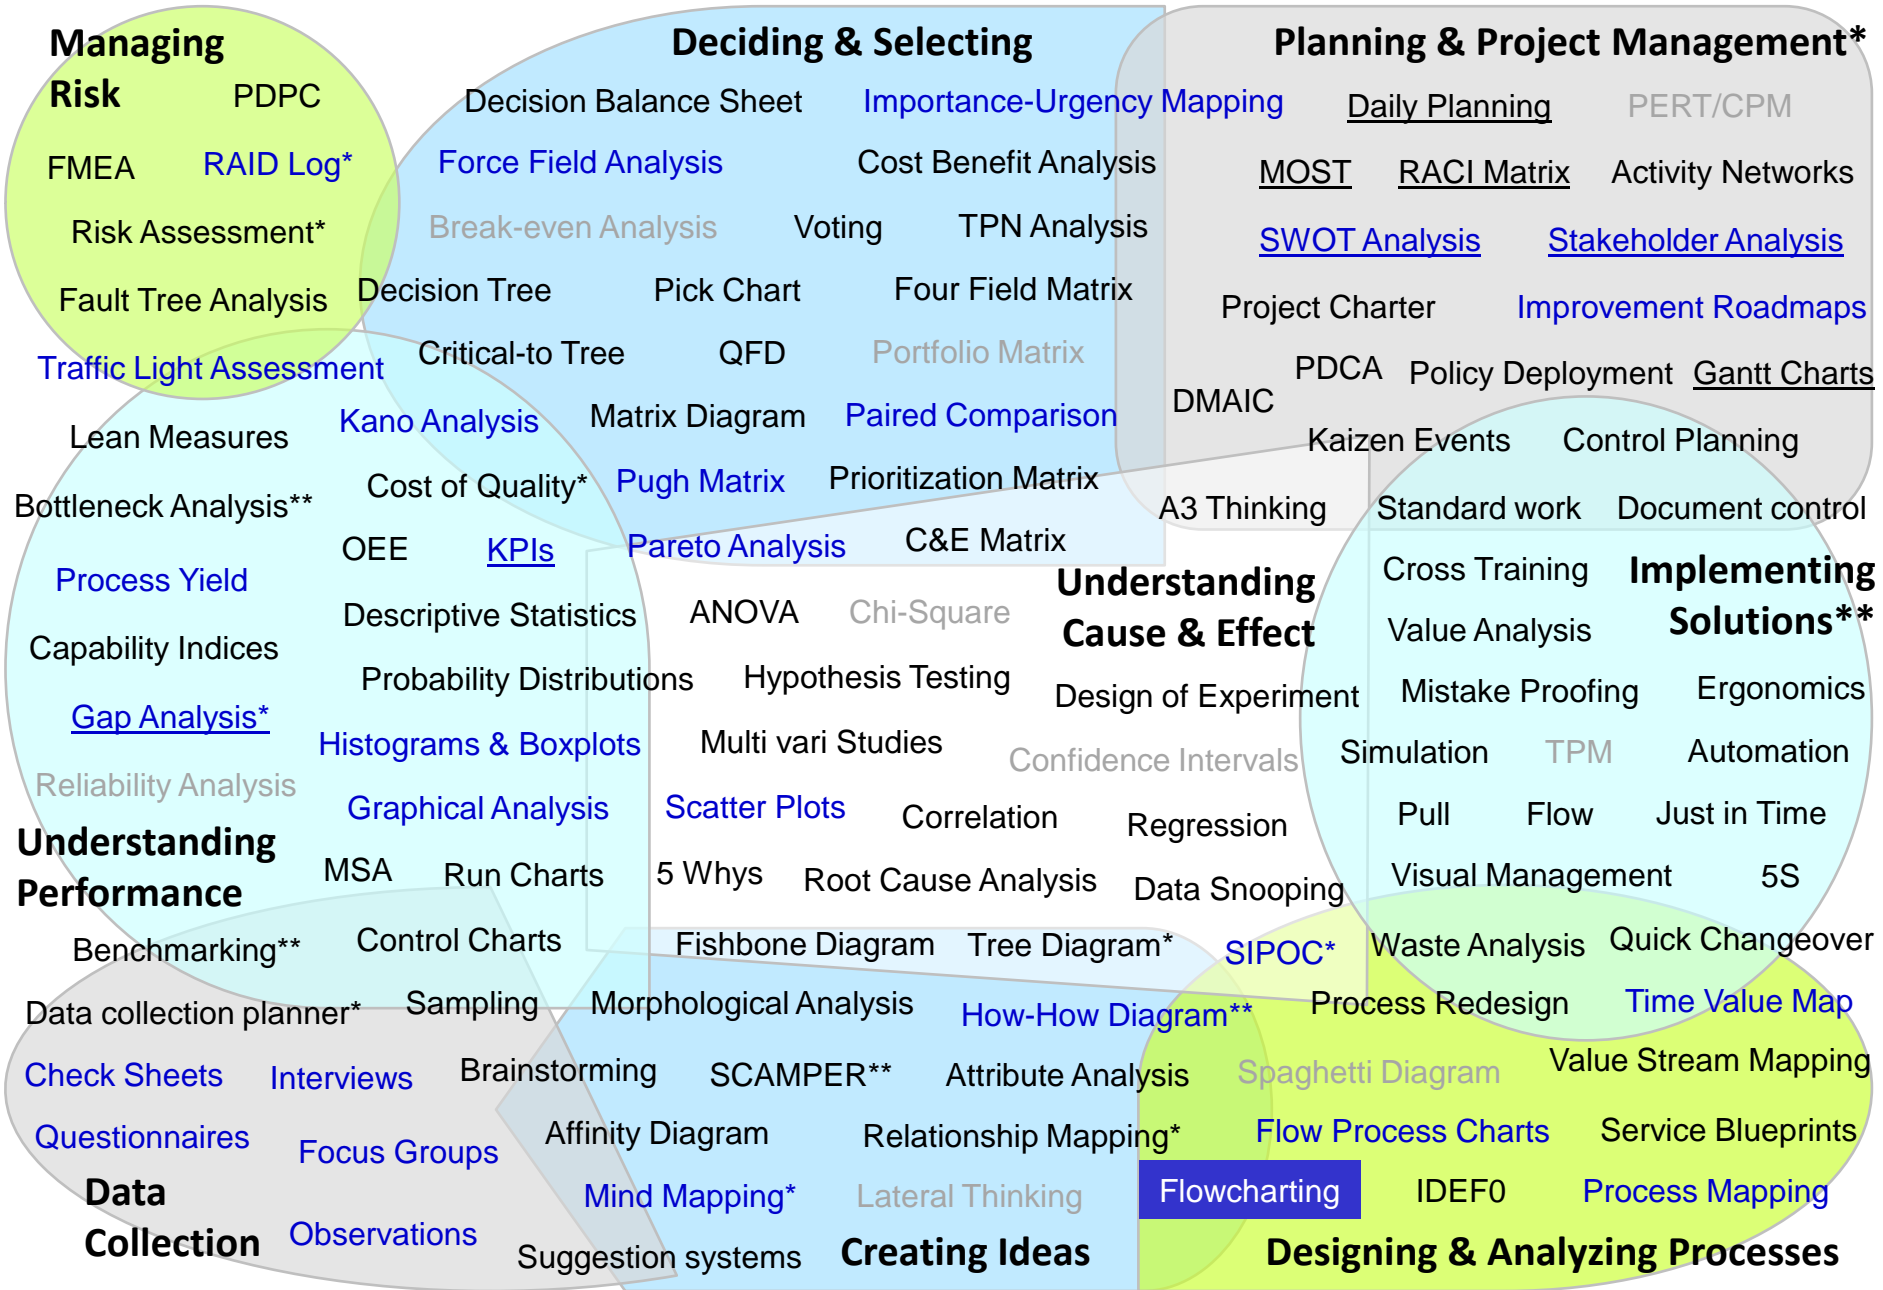 Managing
Risk
PDPC
FMEA
RAID Log*
Risk Assessment*
Fault Tree Analysis
Traffic Light Assessment
Deciding & Selecting
Decision Balance Sheet
Importance-Urgency Mapping
Force Field Analysis
Cost Benefit Analysis
Break-even Analysis
Voting
TPN Analysis
Decision Tree
Pick Chart
Four Field Matrix
Critical-to Tree
QFD
Portfolio Matrix
Kano Analysis
Matrix Diagram
Paired Comparison
Cost of Quality*
Pugh Matrix
Prioritization Matrix
Pareto Analysis
C&E Matrix
Planning & Project Management*
Daily Planning
PERT/CPM
MOST
RACI Matrix
Activity Networks
SWOT Analysis
Stakeholder Analysis
Project Charter
Improvement Roadmaps
PDCA
Policy Deployment
Gantt Charts
DMAIC
Kaizen Events
Control Planning
A3 Thinking
Standard work
Document control
Lean Measures
Bottleneck Analysis**
OEE
KPIs
Process Yield
Descriptive Statistics
Capability Indices
Probability Distributions
Gap Analysis*
Histograms & Boxplots
Reliability Analysis
Graphical Analysis
Understanding
Performance
MSA
Run Charts
Benchmarking**
Control Charts
Understanding
Cause & Effect
ANOVA
Chi-Square
Hypothesis Testing
Design of Experiment
Multi vari Studies
Confidence Intervals
Scatter Plots
Correlation
Regression
5 Whys
Root Cause Analysis
Data Snooping
Fishbone Diagram
Tree Diagram*
SIPOC*
Implementing
Solutions**
Cross Training
Value Analysis
Mistake Proofing
Ergonomics
Simulation
TPM
Automation
Pull
Flow
Just in Time
Visual Management
5S
Waste Analysis
Quick Changeover
Data collection planner*
Sampling
Check Sheets
Interviews
Questionnaires
Focus Groups
Data
Collection
Observations
Morphological Analysis
How-How Diagram**
Brainstorming
SCAMPER**
Attribute Analysis
Affinity Diagram
Relationship Mapping*
Mind Mapping*
Lateral Thinking
Suggestion systems
Creating Ideas
Process Redesign
Time Value Map
Spaghetti Diagram
Value Stream Mapping
Flow Process Charts
Service Blueprints
Flowcharting
IDEF0
Process Mapping
Designing & Analyzing Processes